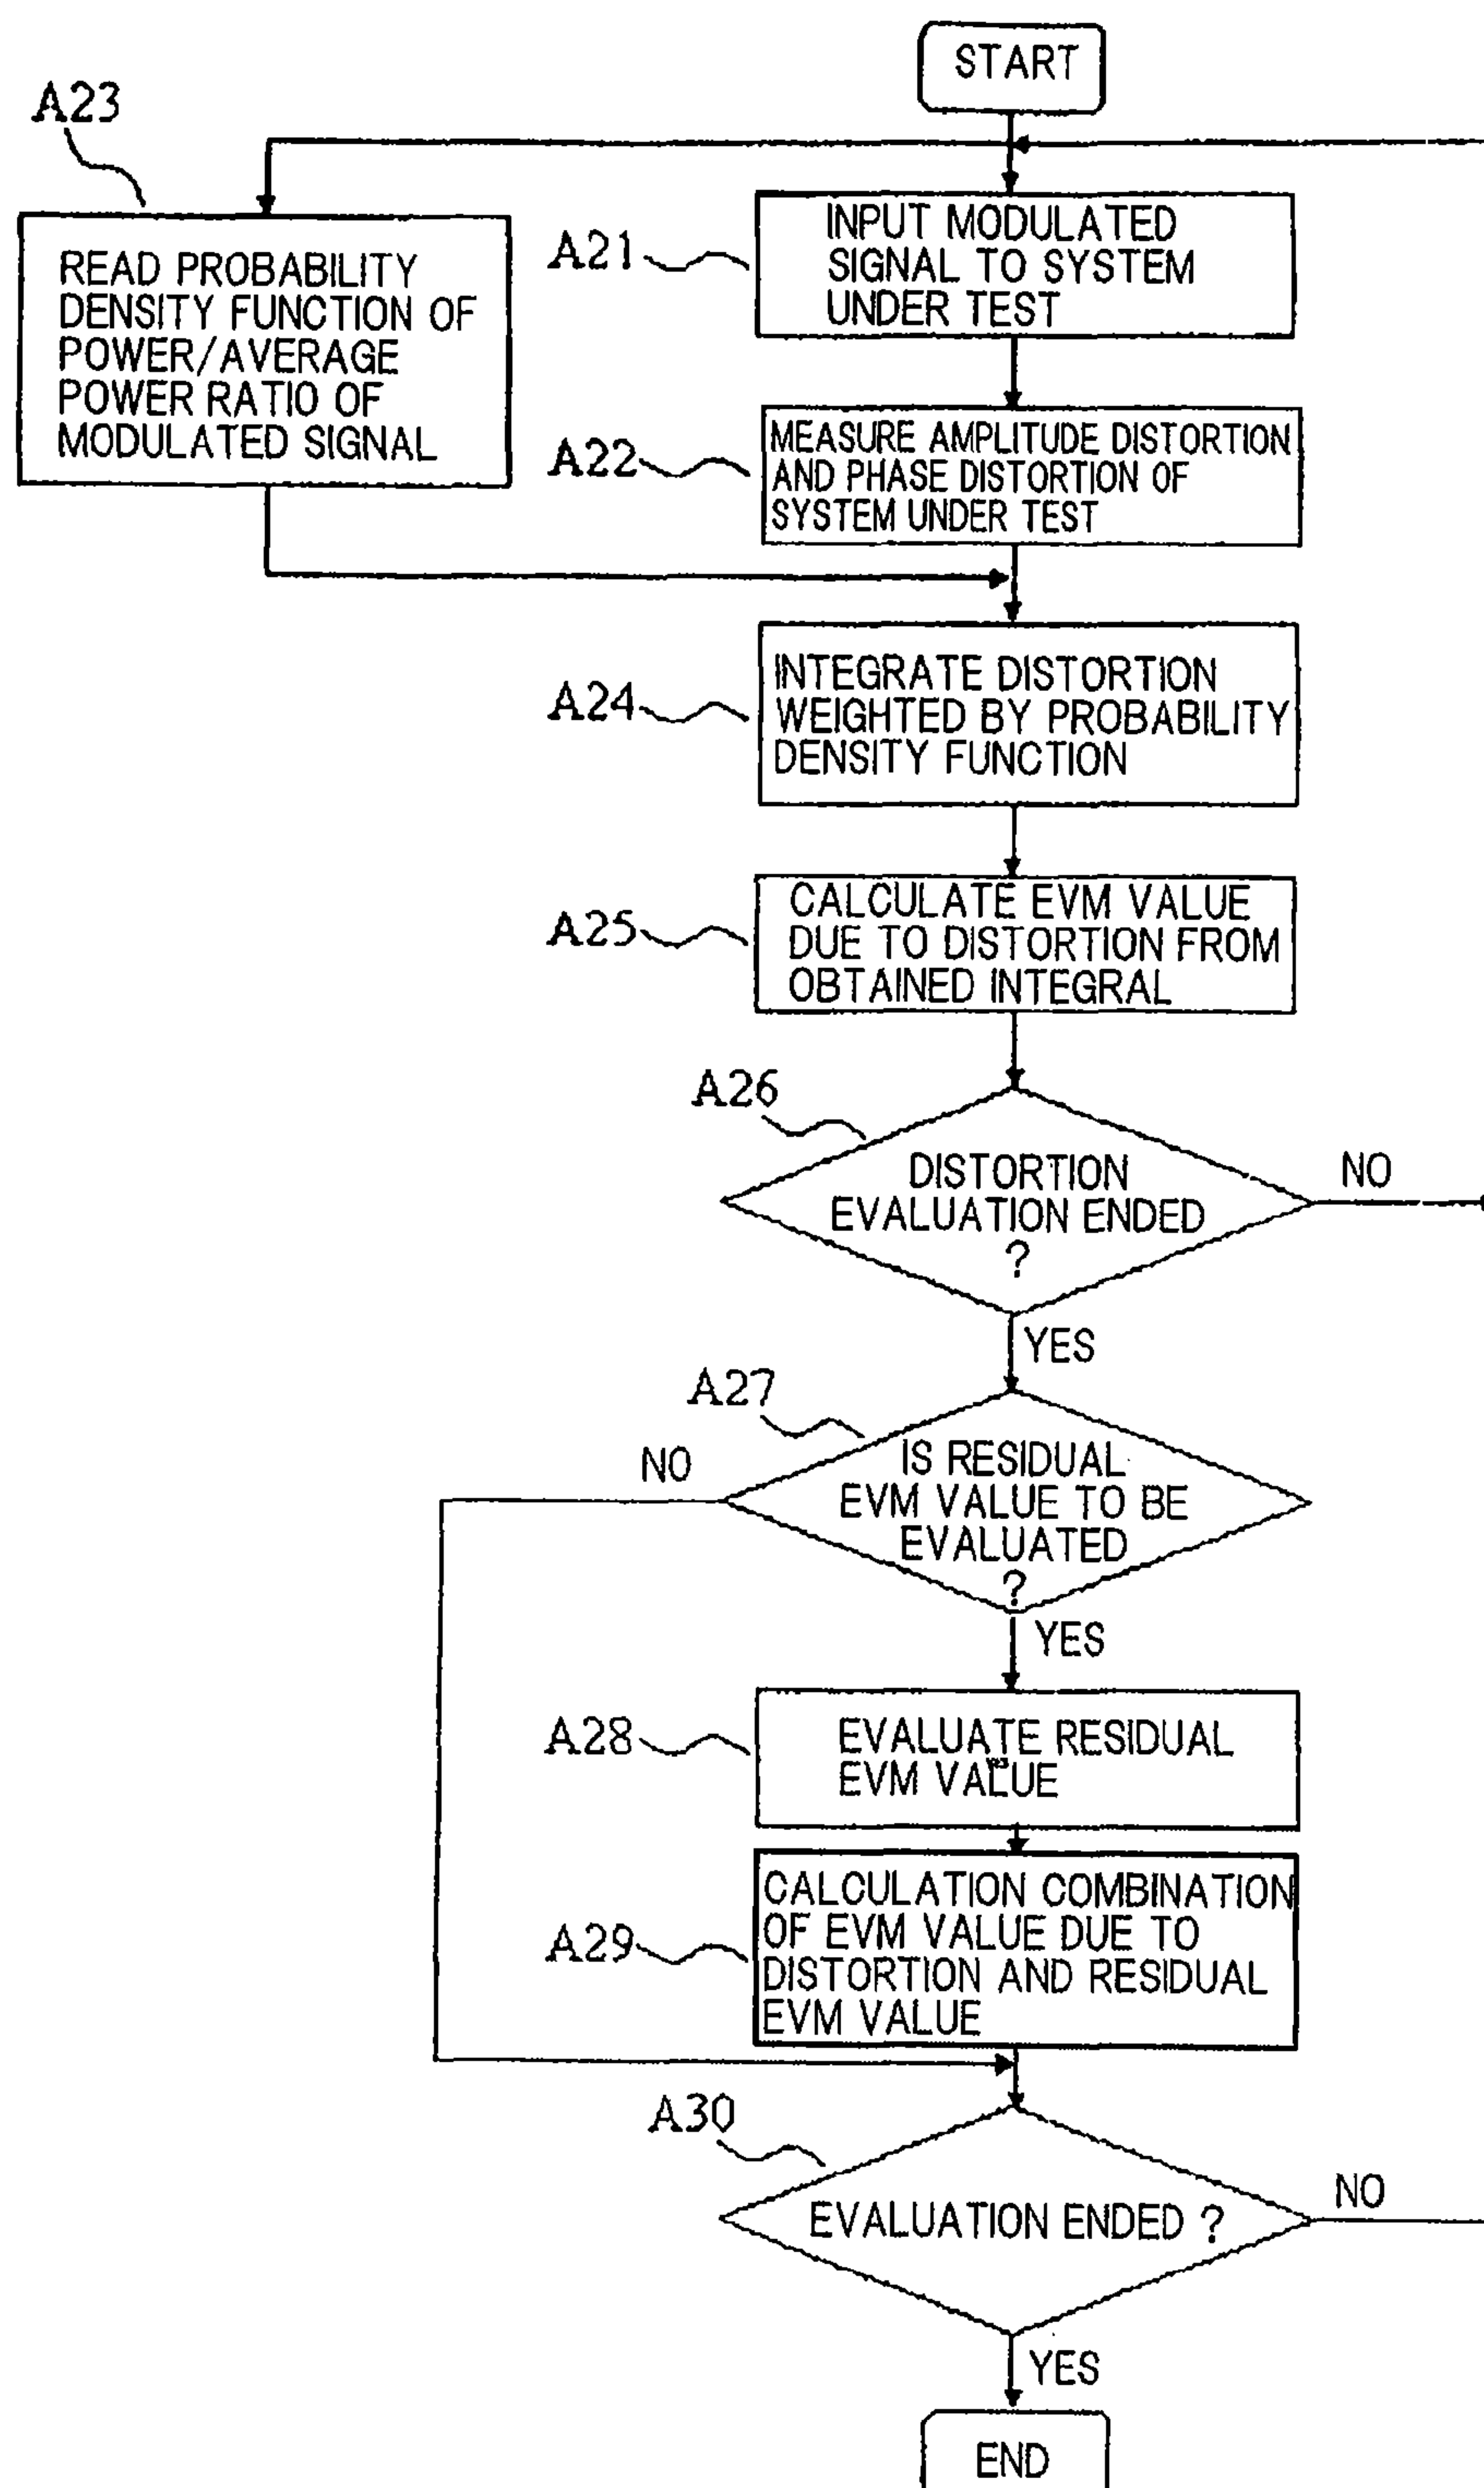 START
A23
READ PROBABILITY
DENSITY FUNCTION OF
POWER/AVERAGE
POWER RATIO OF
MODULATED SIGNAL
A21
INPUT MODULATED
SIGNAL TO SYSTEM
UNDER TEST
A22
MEASURE AMPLITUDE DISTORTION
AND PHASE DISTORTION OF
SYSTEM UNDER TEST
A24
INTEGRATE DISTORTION
WEIGHTED BY PROBABILITY
DENSITY FUNCTION
A25
CALCULATE EVM VALUE
DUE TO DISTORTION FROM
OBTAINED INTEGRAL
A26
DISTORTION
EVALUATION ENDED
?
NO
YES
A27
IS RESIDUAL
EVM VALUE TO BE
EVALUATED
?
NO
YES
A28
EVALUATE RESIDUAL
EVM VALUE
A29
CALCULATION COMBINATION
OF EVM VALUE DUE TO
DISTORTION AND RESIDUAL
EVM VALUE
A30
EVALUATION ENDED ?
NO
YES
END